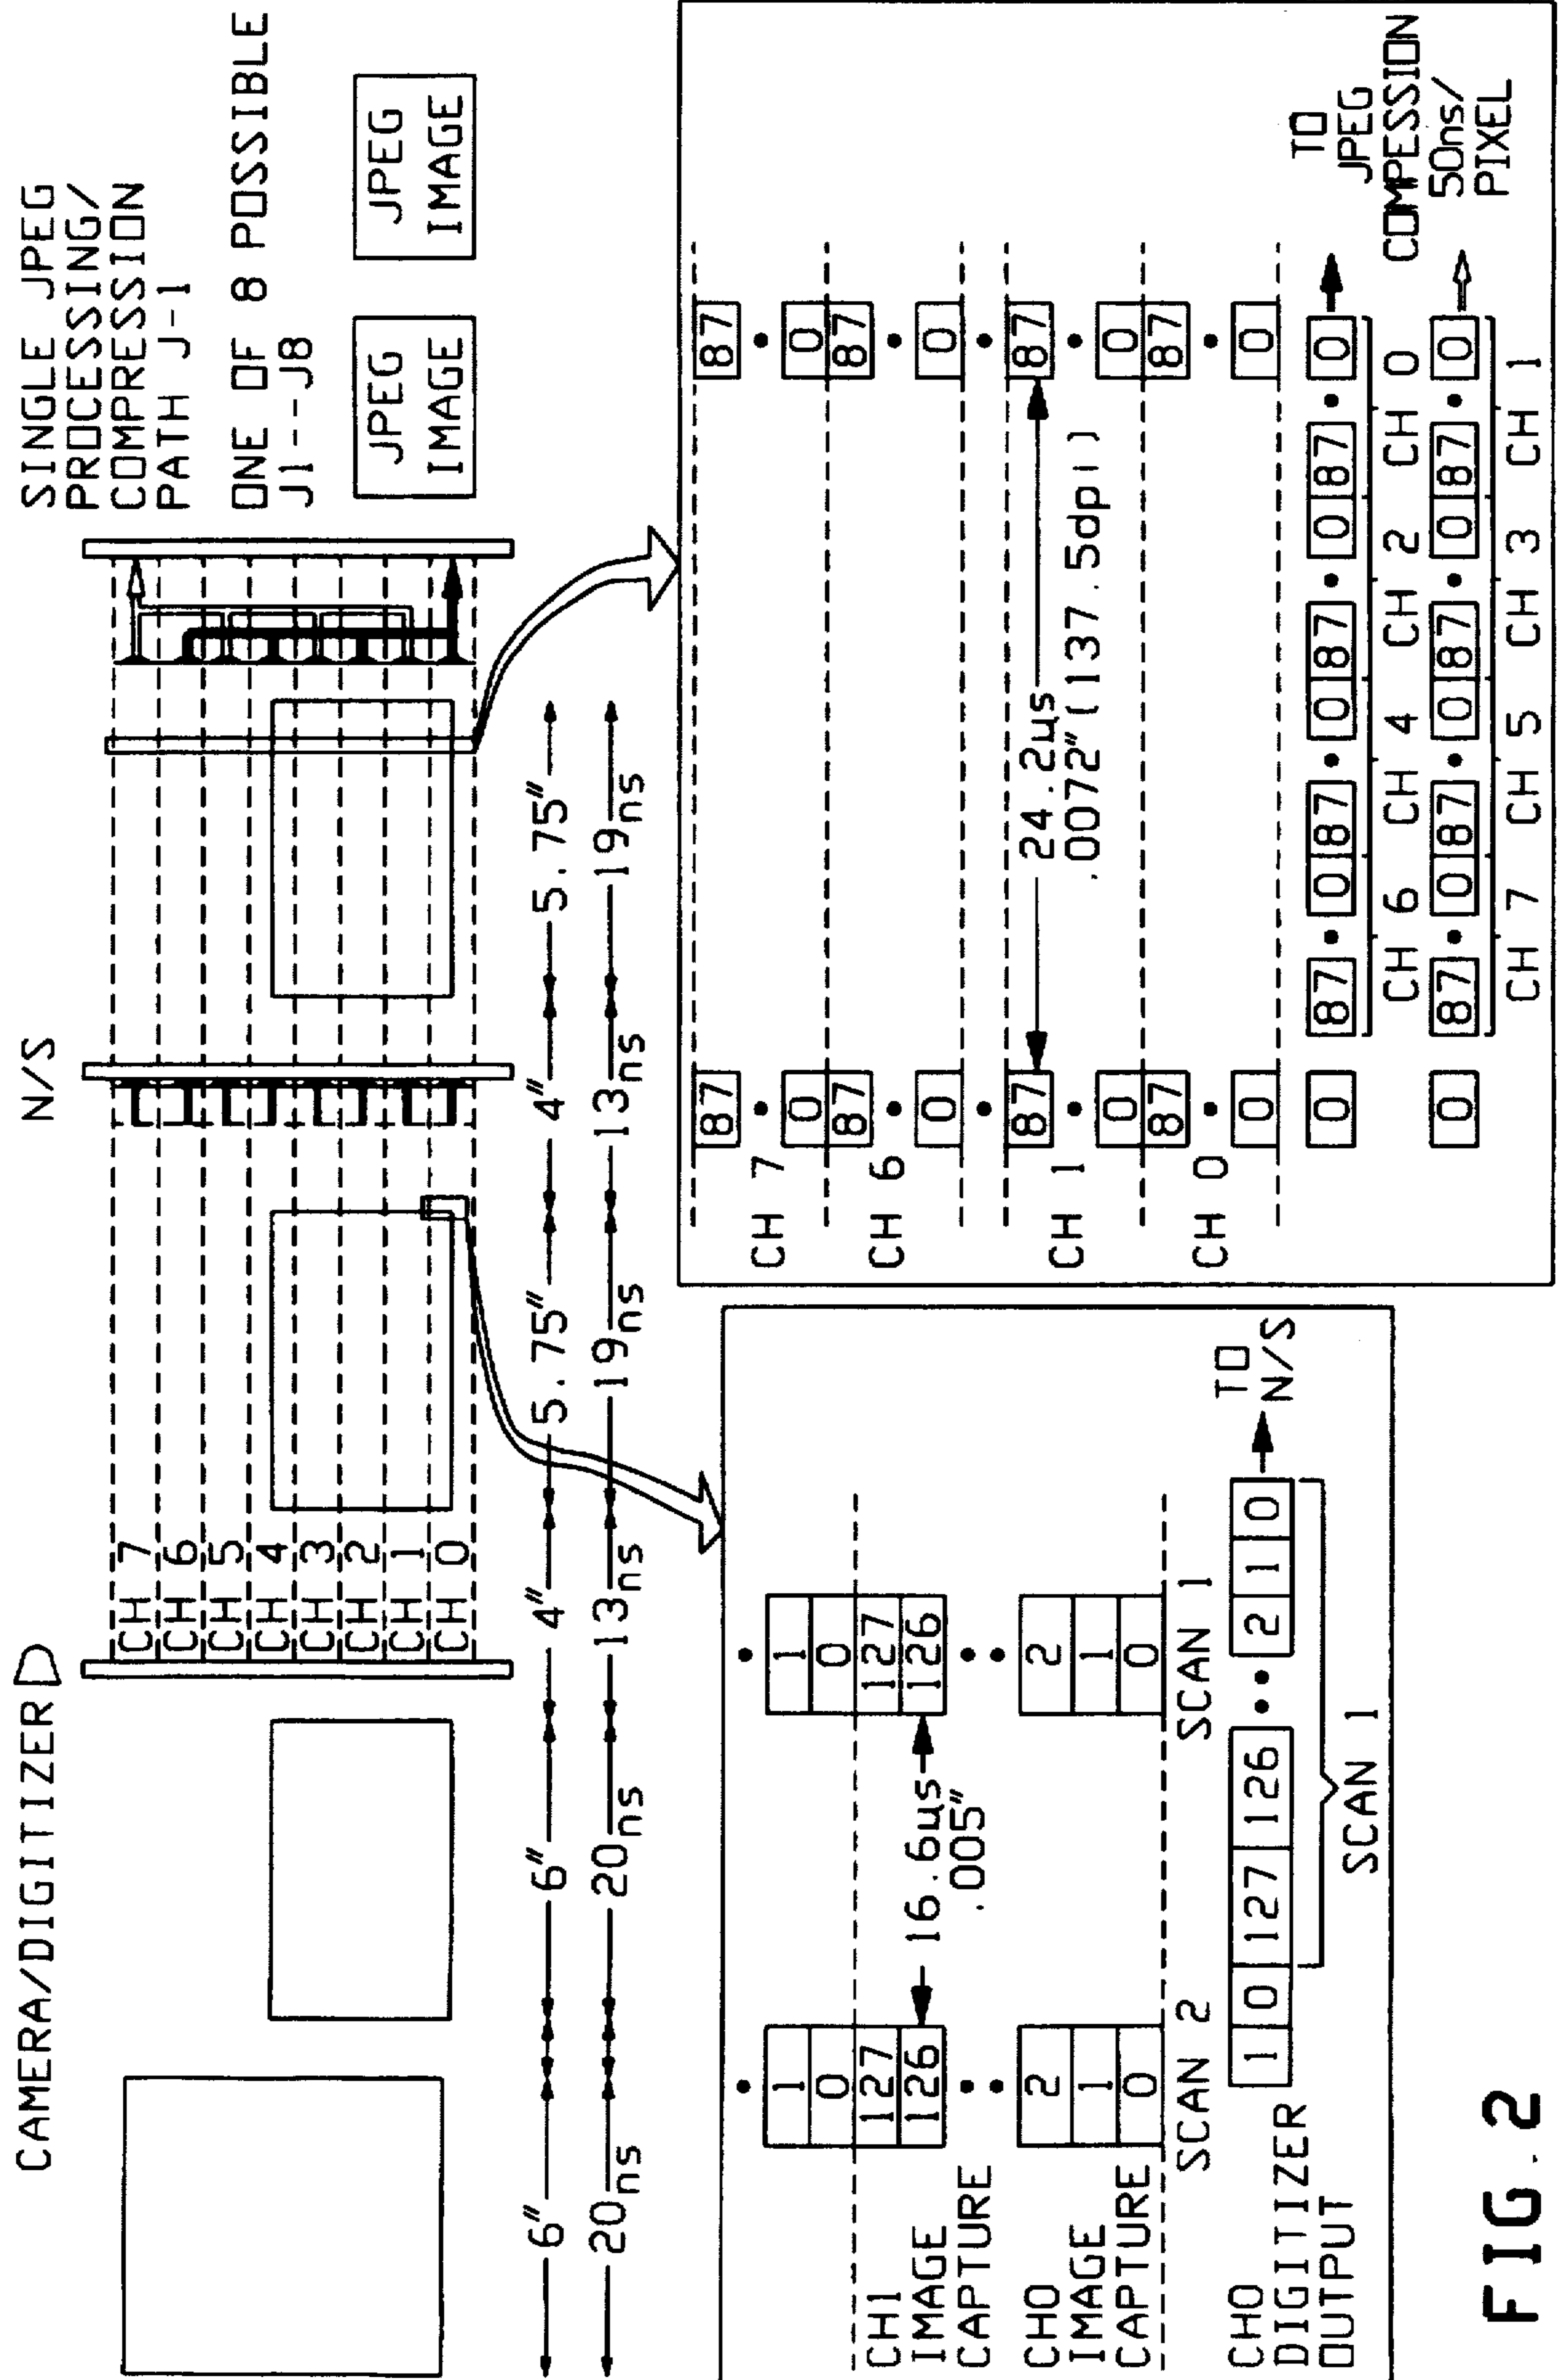 CAMERA/DIGITIZER
N/S
SINGLE JPEG
PROCESSING/
COMPRESSION
PATH J-1
ONE OF 8 POSSIBLE
J1--J8
JPEG
IMAGE
JPEG
IMAGE
CH 7
CH 6
CH 5
CH 4
CH 3
CH 2
CH 1
CH 0
6" 6" 4" 5.75" 4" 5.75"
20ns 20ns 13ns 19ns 13ns 19ns
1 1
0 0
CH1 127 127
IMAGE 126 16.6µs 126
CAPTURE .005"
CH0 2 2
IMAGE 1 1
CAPTURE 0 0
SCAN 2 SCAN 1
CH0
DIGITIZER
OUTPUT
1 0 127 126 2 1 0
TO
N/S
SCAN 1
CH 7 87 87
0 0
CH 6 87 87
0 0
CH 1 87 24.2µs 87
.0072"(137.5dpi)
0 0
CH 0 87 87
0 0
0 87 0 87 0 87 0 87 0
TO
JPEG
COMPESSION
CH 6 CH 4 CH 2 CH 0
0 87 0 87 0 87 0 87 0
50ns/
PIXEL
CH 7 CH 5 CH 3 CH 1
FIG. 2